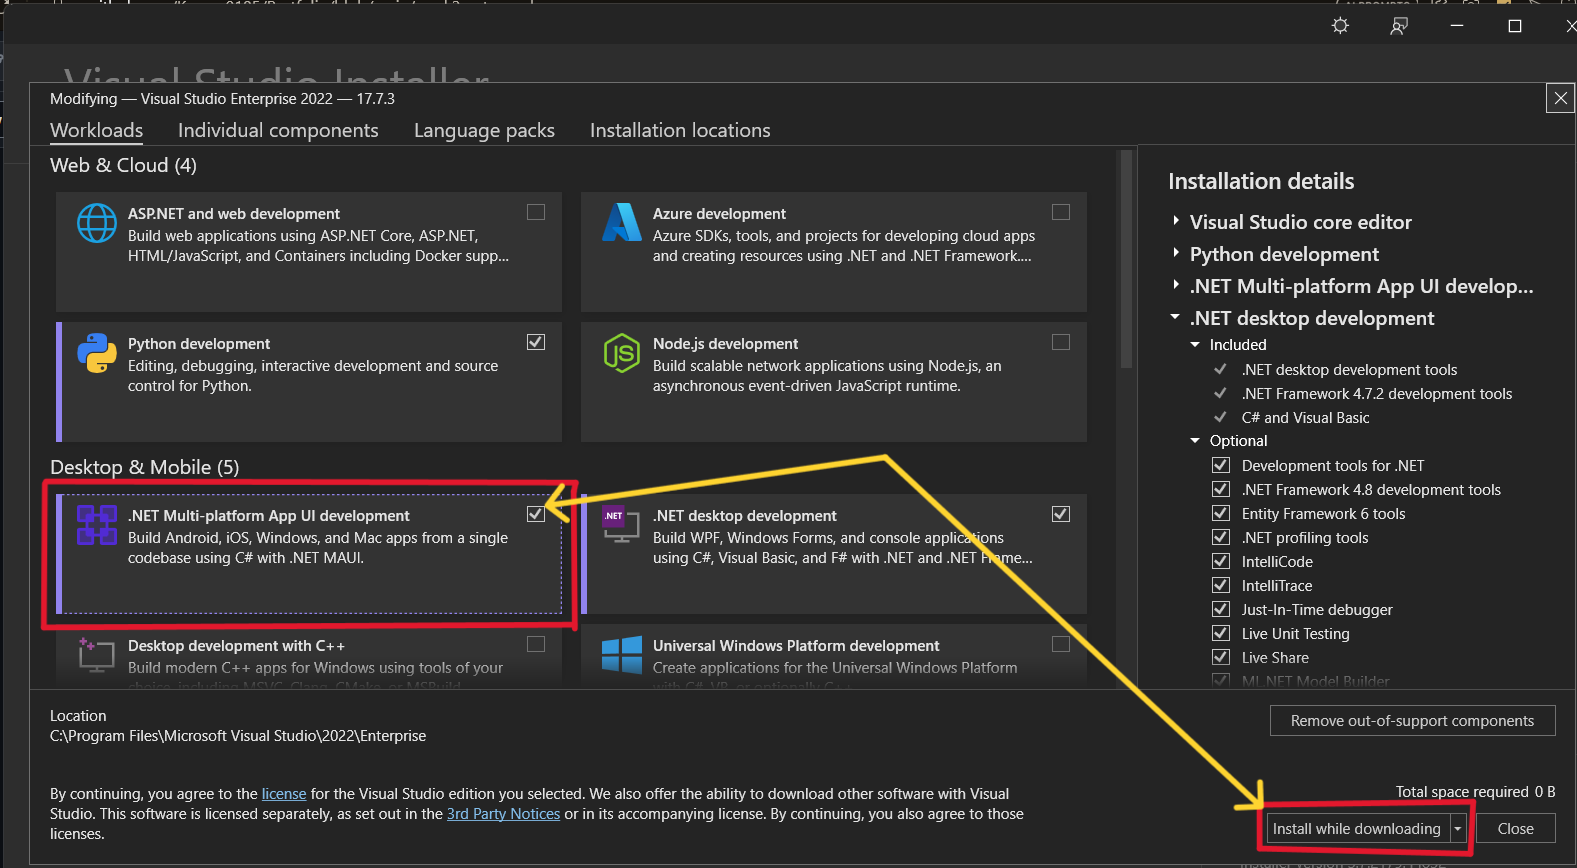 Visual Studio Installer
Modifying — Visual Studio Enterprise 2022 — 17.7.3
Workloads
Individual components
Language packs
Installation locations
Web & Cloud (4)
ASP.NET and web development
Build web applications using ASP.NET Core, ASP.NET,
HTML/JavaScript, and Containers including Docker supp...
Azure development
Azure SDKs, tools, and projects for developing cloud apps
and creating resources using .NET and .NET Framework....
Python development
Editing, debugging, interactive development and source
control for Python.
JS
Node.js development
Build scalable network applications using Node.js, an
asynchronous event-driven JavaScript runtime.
Desktop & Mobile (5)
.NET Multi-platform App UI development
Build Android, iOS, Windows, and Mac apps from a single
codebase using C# with .NET MAUI.
.NET
.NET desktop development
Build WPF, Windows Forms, and console applications
using C#, Visual Basic, and F# with .NET and .NET Frame...
Desktop development with C++
Build modern C++ apps for Windows using tools of your
choice, including MSVC, Clang, CMake, or MSBuild.
Universal Windows Platform development
Create applications for the Universal Windows Platform
with C#, VB, or optionally C++.
Installation details
Visual Studio core editor
Python development
.NET Multi-platform App UI develop...
.NET desktop development
Included
.NET desktop development tools
.NET Framework 4.7.2 development tools
C# and Visual Basic
Optional
Development tools for .NET
.NET Framework 4.8 development tools
Entity Framework 6 tools
.NET profiling tools
IntelliCode
IntelliTrace
Just-In-Time debugger
Live Unit Testing
Live Share
ML.NET Model Builder
Location
C:\Program Files\Microsoft Visual Studio\2022\Enterprise
By continuing, you agree to the license for the Visual Studio edition you selected. We also offer the ability to download other software with Visual
Studio. This software is licensed separately, as set out in the 3rd Party Notices or in its accompanying license. By continuing, you also agree to those
licenses.
Remove out-of-support components
Total space required 0 B
Install while downloading
Close